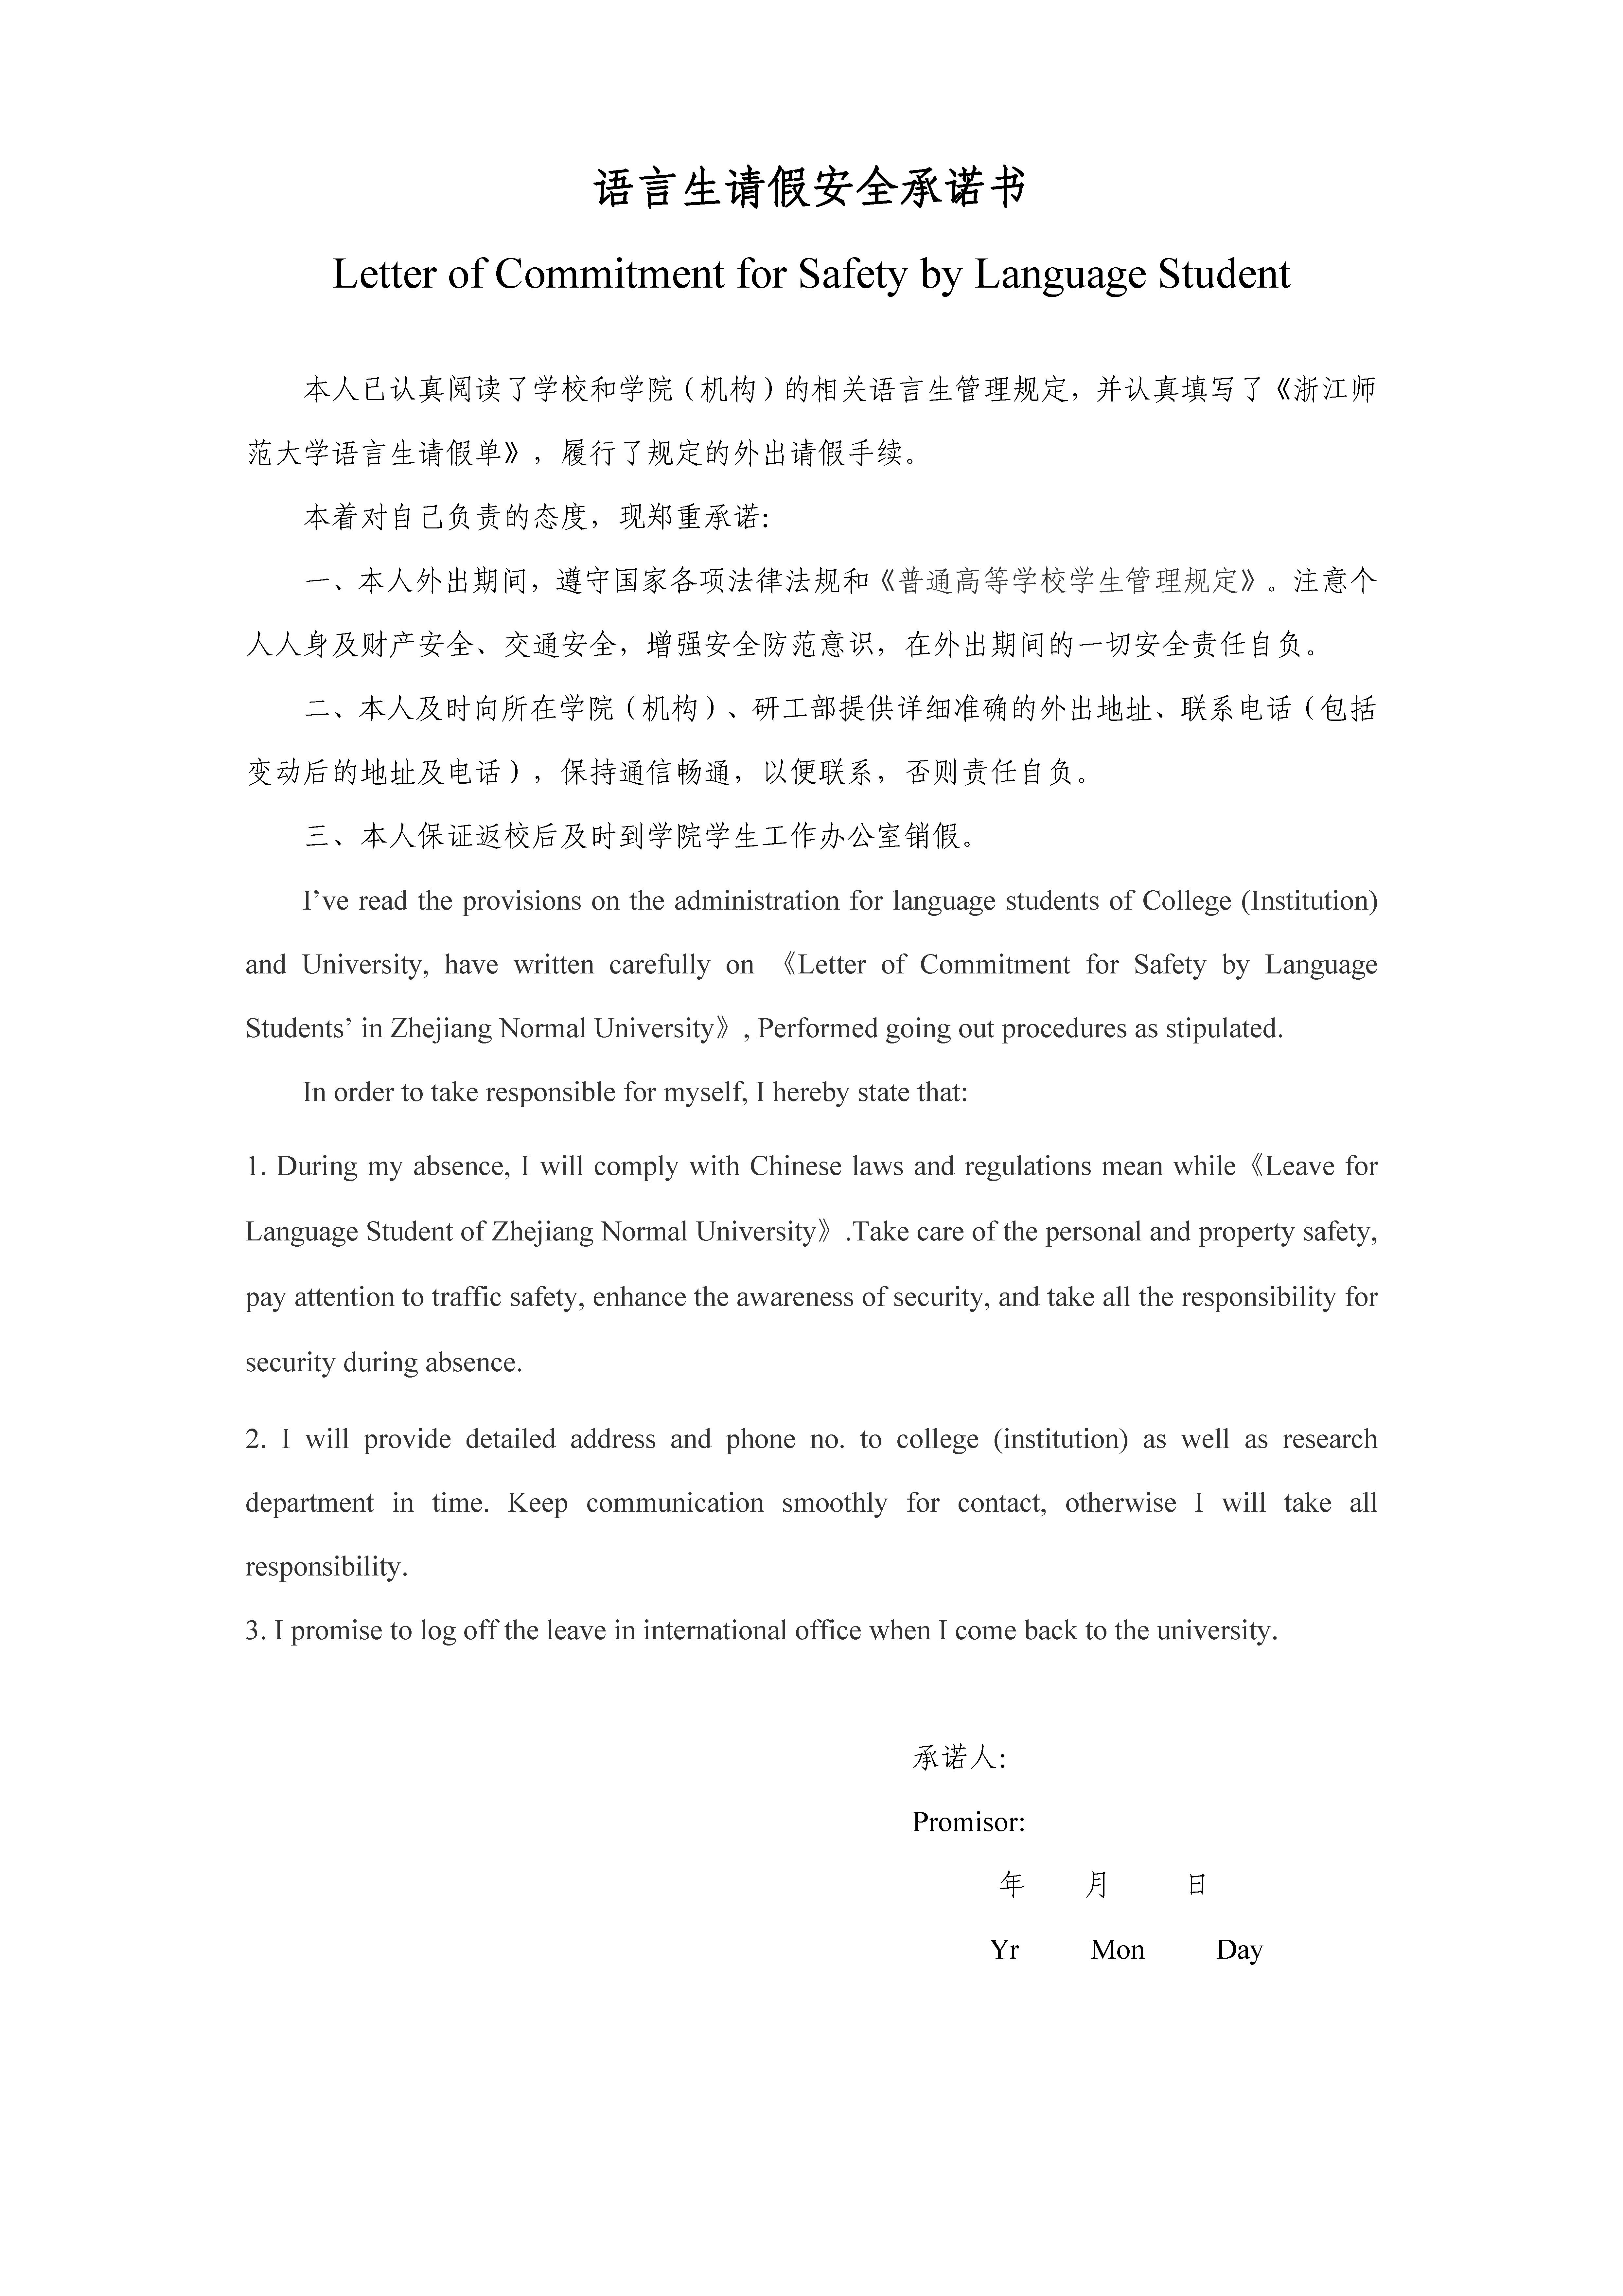 语言生请假安全承诺书
Letter of Commitment for Safety by Language Student
本人已认真阅读了学校和学院（机构）的相关语言生管理规定，并认真填写了《浙江师
范大学语言生请假单》，履行了规定的外出请假手续。
本着对自己负责的态度，现郑重承诺：
一、本人外出期间，遵守国家各项法律法规和《普通高等学校学生管理规定》。注意个
人人身及财产安全、交通安全，增强安全防范意识，在外出期间的一切安全责任自负。
二、本人及时向所在学院（机构）、研工部提供详细准确的外出地址、联系电话（包括
变动后的地址及电话），保持通信畅通，以便联系，否则责任自负。
三、本人保证返校后及时到学院学生工作办公室销假。
I’ve read the provisions on the administration for language students of College (Institution)
and University, have written carefully on 《Letter of Commitment for Safety by Language
Students’ in Zhejiang Normal University》, Performed going out procedures as stipulated.
In order to take responsible for myself, I hereby state that:
1. During my absence, I will comply with Chinese laws and regulations mean while《Leave for
Language Student of Zhejiang Normal University》.Take care of the personal and property safety,
pay attention to traffic safety, enhance the awareness of security, and take all the responsibility for
security during absence.
2. I will provide detailed address and phone no. to college (institution) as well as research
department in time. Keep communication smoothly for contact, otherwise I will take all
responsibility.
3. I promise to log off the leave in international office when I come back to the university.
承诺人：
Promisor:
年 月 日
Yr Mon Day